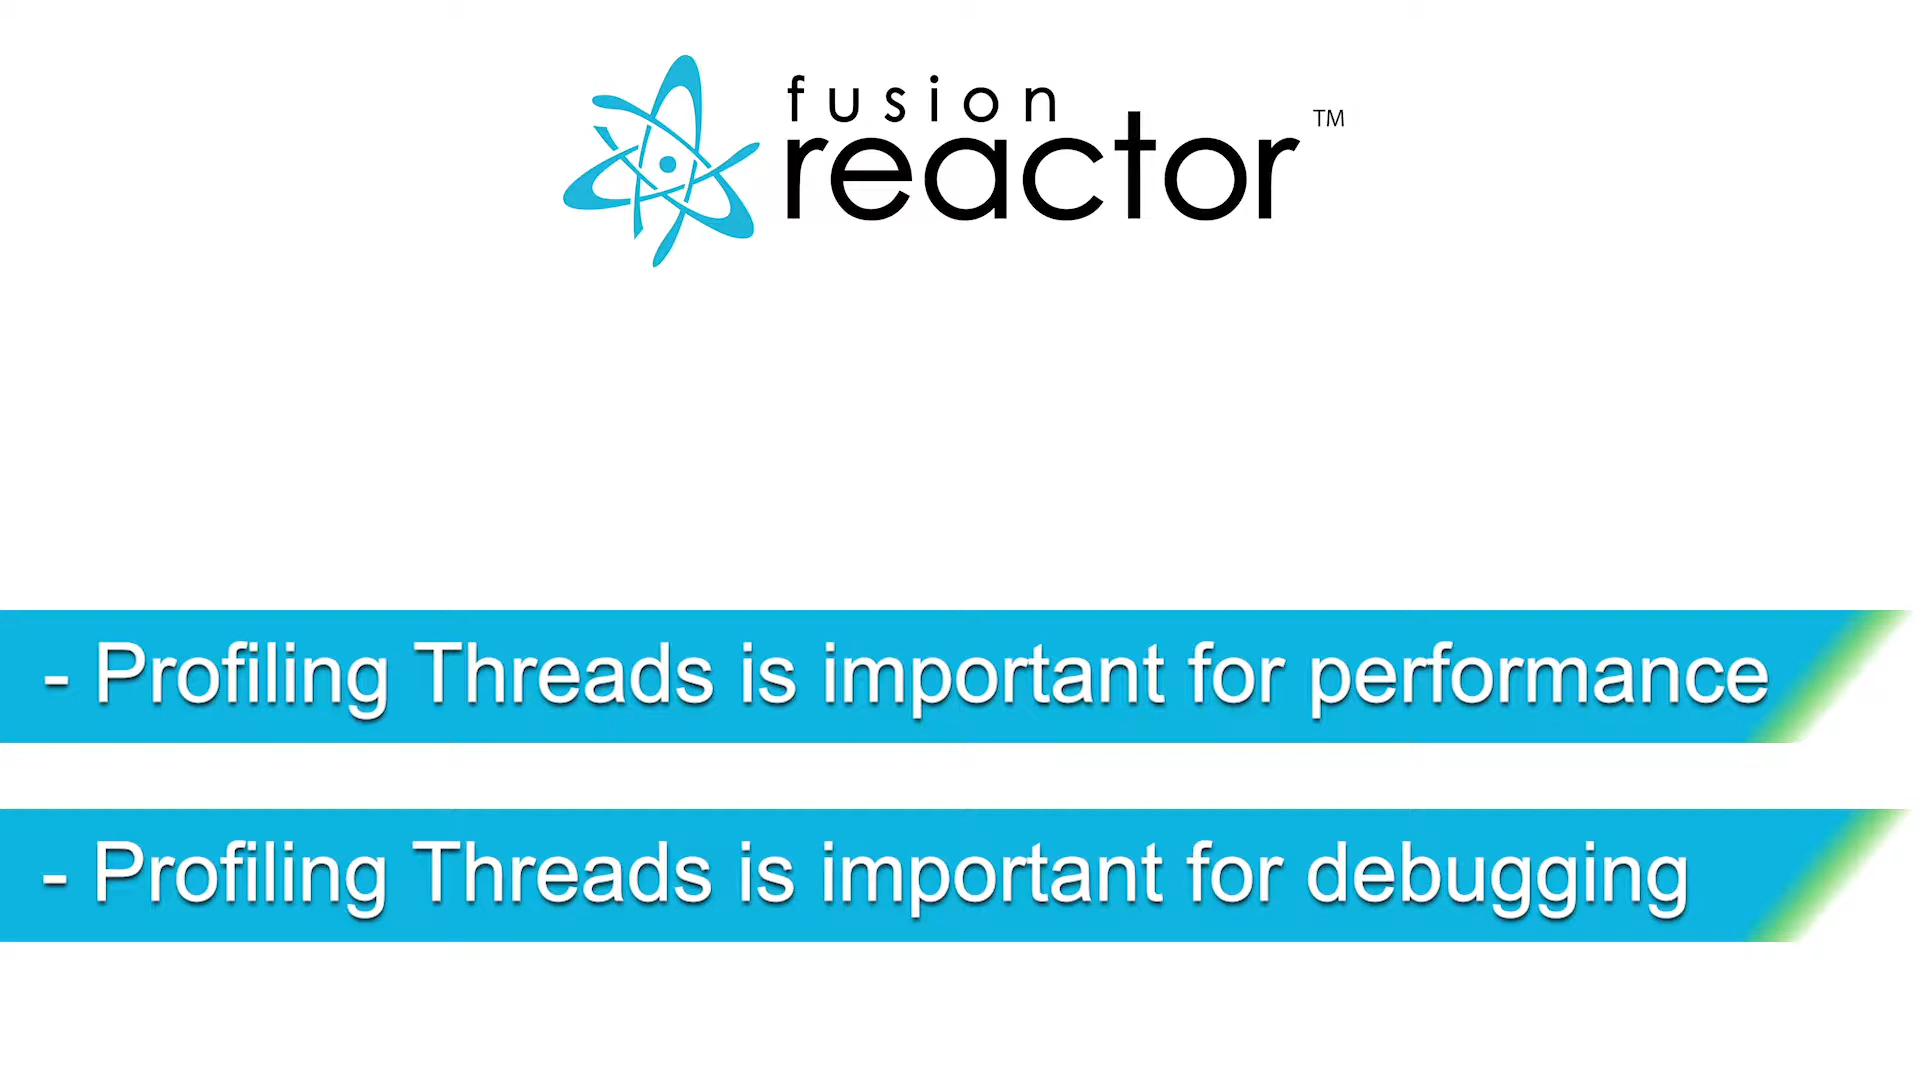 fusion
reactor ™
- Profiling Threads is important for performance
- Profiling Threads is important for debugging